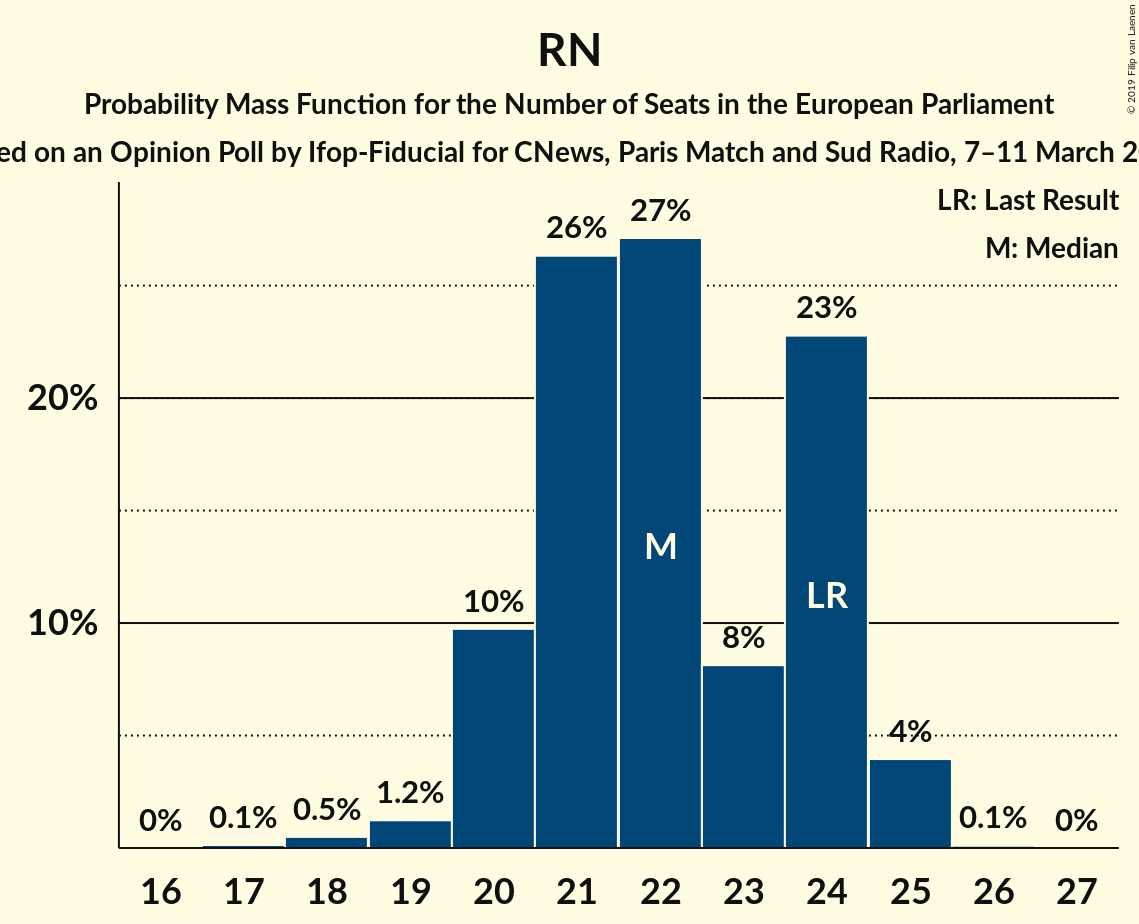 RN
Probability Mass Function for the Number of Seats in the European Parliament
on an Opinion Poll by Ifop-Fiducial for CNews, Paris Match and Sud Radio, 7–11 March
© 2019 Filip van Laenen
LR: Last Result
M: Median
27%
26%
23%
20%
M
LR
10%
10%
8%
4%
1.2%
0.5%
0.1%
0%
0.1%
0%
16 17 18 19 20 21 22 23 24 25 26 27